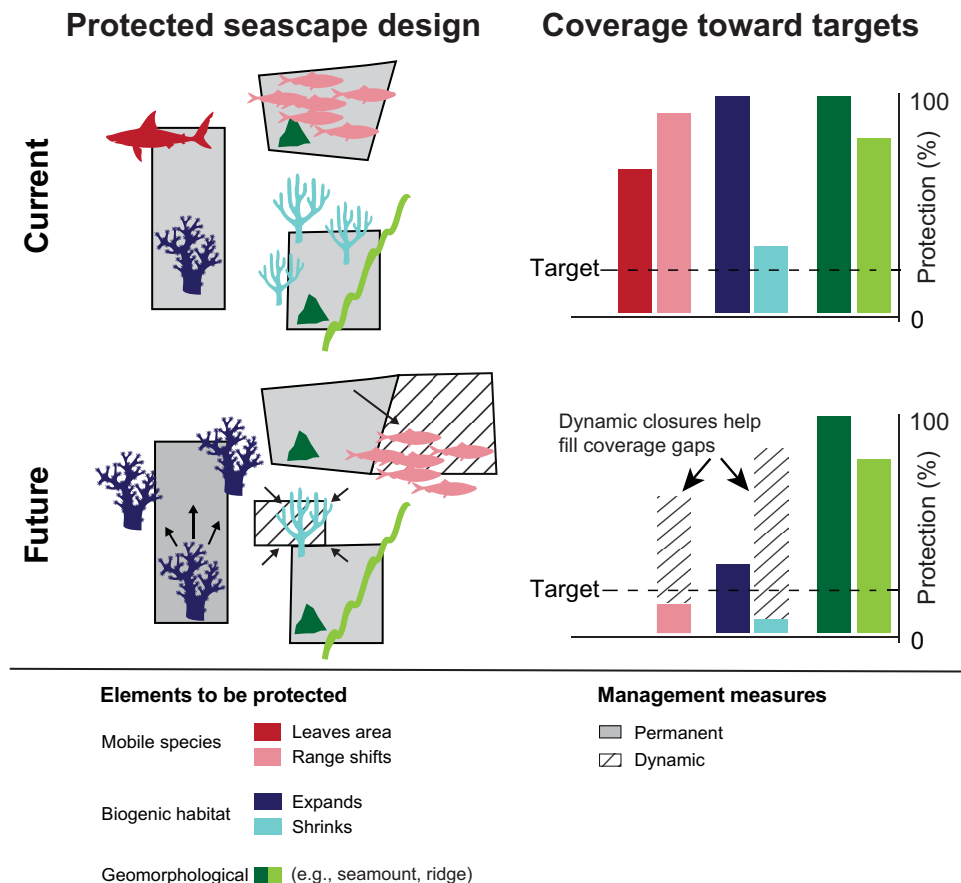 Protected seascape design
Coverage toward targets
Current
100
Protection (%)
Target
0
Future
Dynamic closures help
fill coverage gaps
100
Protection (%)
Target
0
Elements to be protected
Mobile species
Leaves area
Range shifts
Biogenic habitat
Expands
Shrinks
Geomorphological
(e.g., seamount, ridge)
Management measures
Permanent
Dynamic